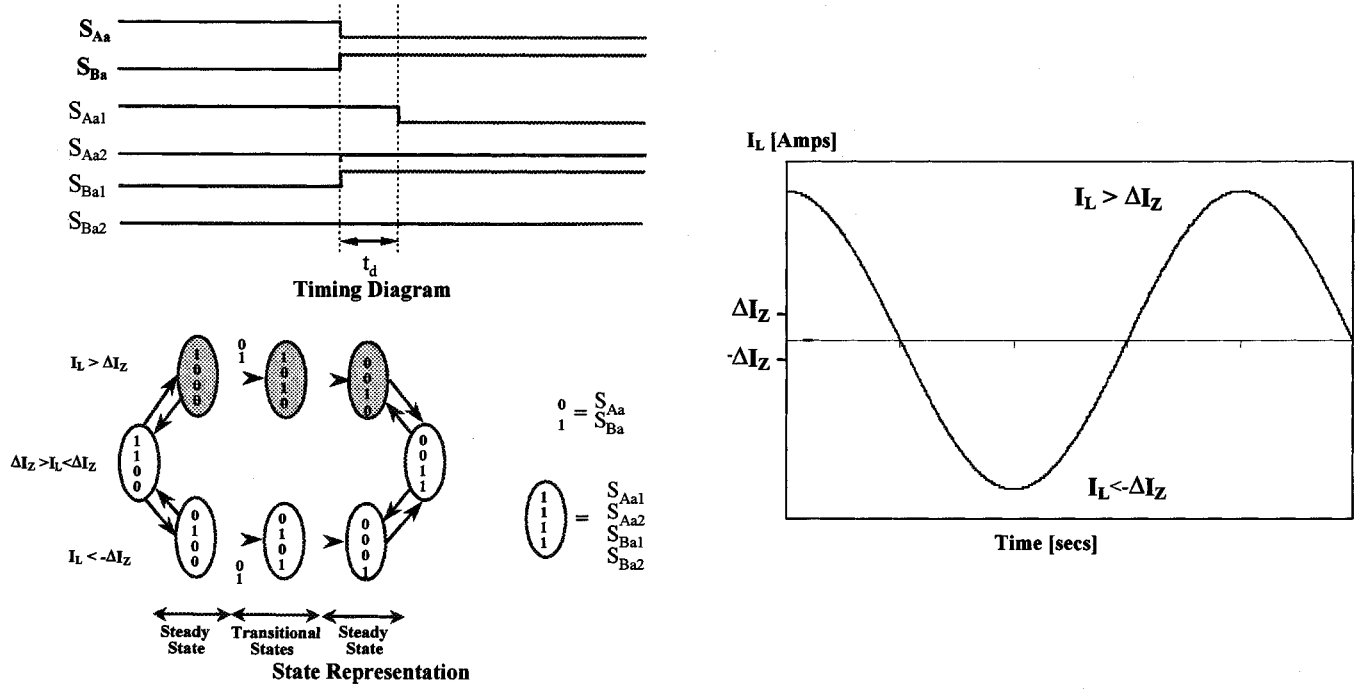 S_Aa
S_Ba
S_Aa1
S_Aa2
S_Ba1
S_Ba2
t_d
Timing Diagram
I_L > ΔI_Z
1 0 0 0
0 1
1 0 1 0
0 0 1 0
ΔI_Z >I_L<ΔI_Z
1 1 0 0
0 0 1 1
I_L < -ΔI_Z
0 1 0 0
0 1
0 1 0 1
0 0 0 1
0 1 = S_Aa S_Ba
1 1 1 1 = S_Aa1 S_Aa2 S_Ba1 S_Ba2
Steady State
Transitional States
Steady State
State Representation
I_L [Amps]
I_L > ΔI_Z
ΔI_Z
-ΔI_Z
I_L<-ΔI_Z
Time [secs]